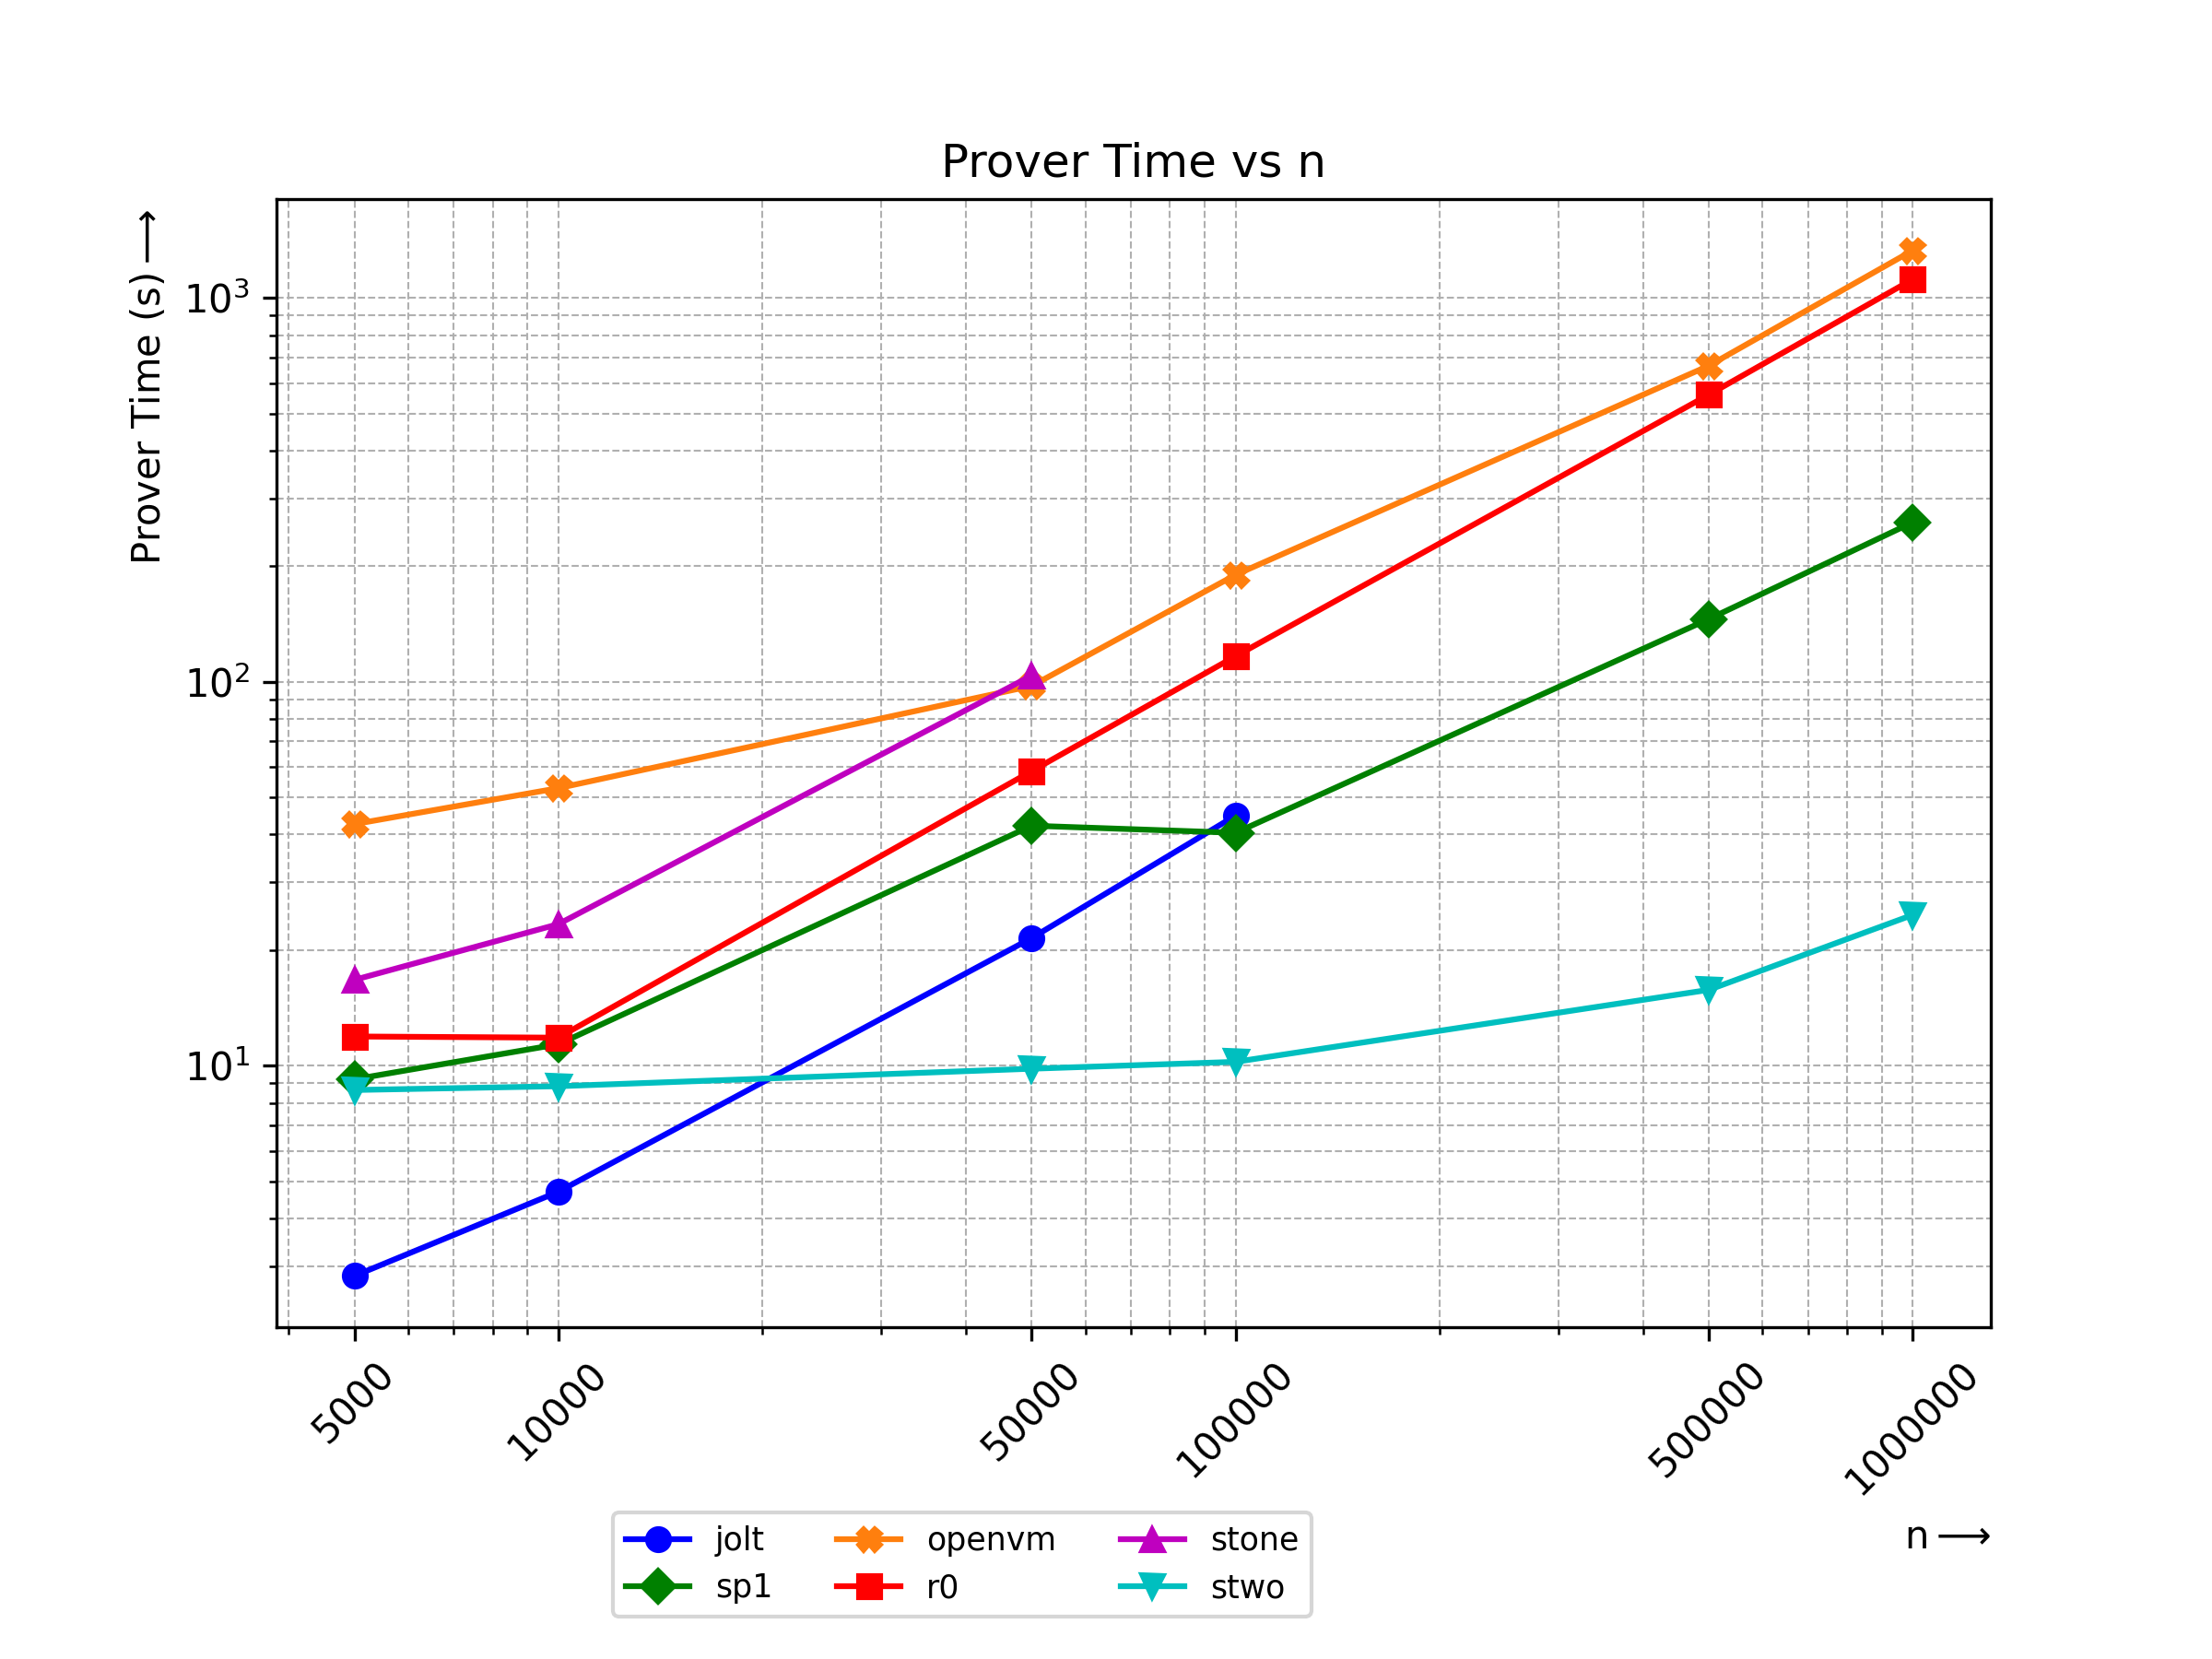 Prover Time vs n
Prover Time (s) ⟶
10³
10²
10¹
5000
10000
50000
100000
500000
1000000
n ⟶
jolt
sp1
openvm
r0
stone
stwo